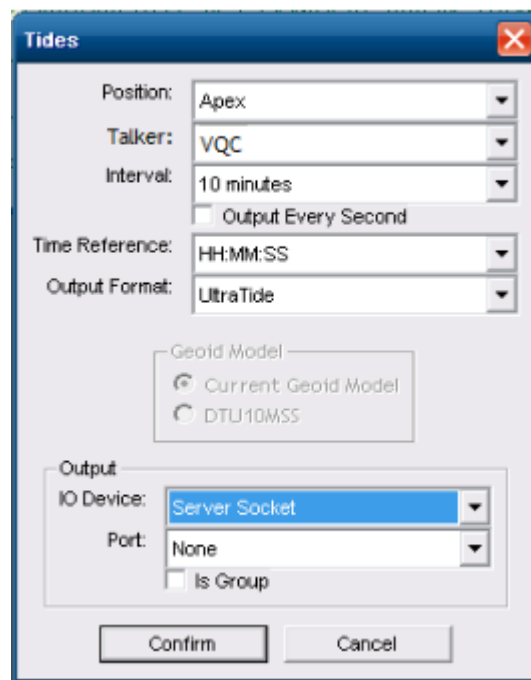 Tides
Position: Apex
Talker: VQC
Interval: 10 minutes
Output Every Second
Time Reference: HH:MM:SS
Output Format: UltraTide
Geoid Model
Current Geoid Model
DTU10MSS
Output
IO Device: Server Socket
Port: None
Is Group
Confirm Cancel